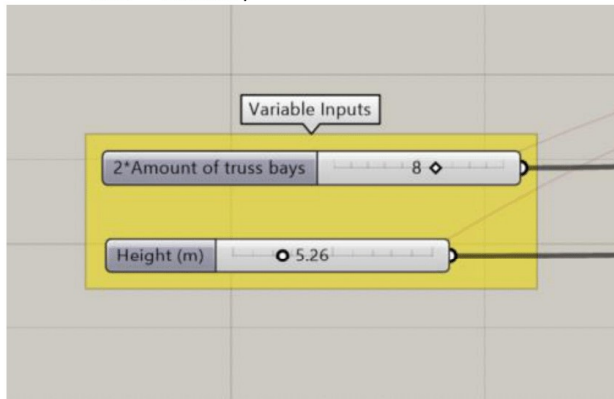 Variable Inputs
2*Amount of truss bays 8
Height (m) 5.26